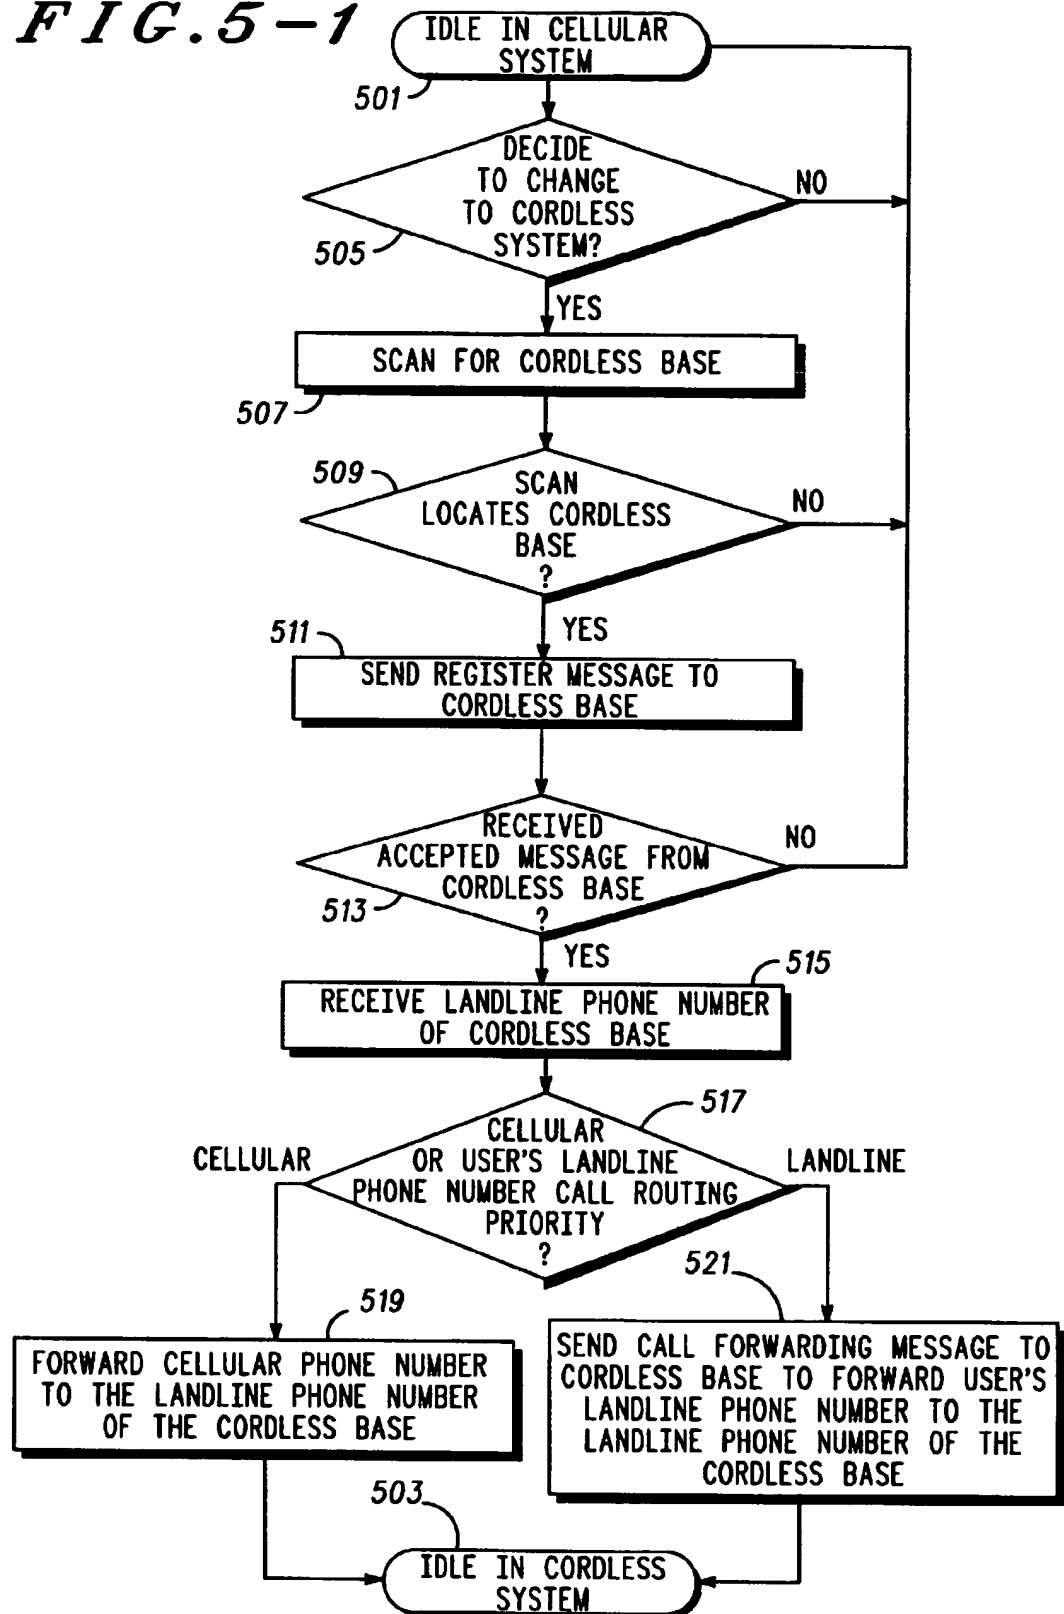 FIG.5-1
IDLE IN CELLULAR
SYSTEM
501
DECIDE
TO CHANGE
TO CORDLESS
SYSTEM?
NO
505
YES
SCAN FOR CORDLESS BASE
507
509
SCAN
LOCATES CORDLESS
BASE
?
NO
YES
511
SEND REGISTER MESSAGE TO
CORDLESS BASE
RECEIVED
ACCEPTED MESSAGE FROM
CORDLESS BASE
?
NO
513
YES
515
RECEIVE LANDLINE PHONE NUMBER
OF CORDLESS BASE
517
CELLULAR
OR USER'S LANDLINE
PHONE NUMBER CALL ROUTING
PRIORITY
?
CELLULAR
LANDLINE
519
FORWARD CELLULAR PHONE NUMBER
TO THE LANDLINE PHONE NUMBER
OF THE CORDLESS BASE
521
SEND CALL FORWARDING MESSAGE TO
CORDLESS BASE TO FORWARD USER'S
LANDLINE PHONE NUMBER TO THE
LANDLINE PHONE NUMBER OF THE
CORDLESS BASE
503
IDLE IN CORDLESS
SYSTEM